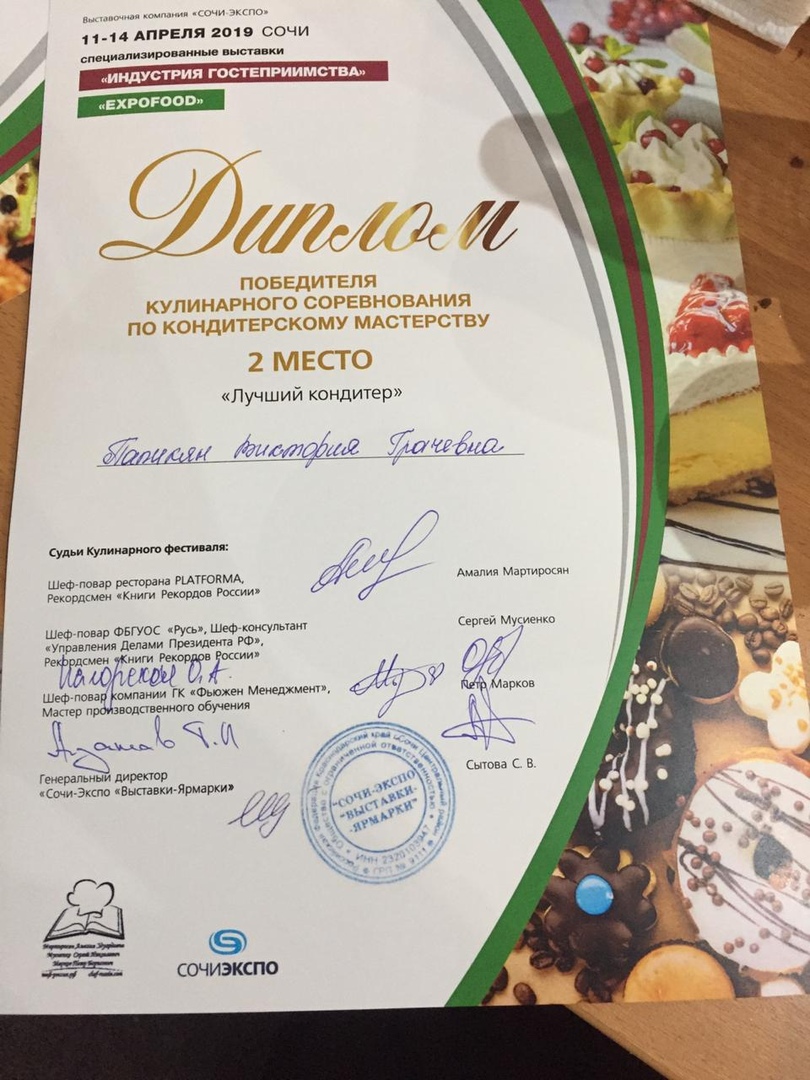 Выставочная компания «СОЧИ-ЭКСПО»
11-14 АПРЕЛЯ 2019 СОЧИ
специализированные выставки
«ИНДУСТРИЯ ГОСТЕПРИИМСТВА»
«EXPOFOOD»
Диплом
ПОБЕДИТЕЛЯ
КУЛИНАРНОГО СОРЕВНОВАНИЯ
ПО КОНДИТЕРСКОМУ МАСТЕРСТВУ
2 МЕСТО
«Лучший кондитер»
Папикян Виктория Грачевна
Судьи Кулинарного фестиваля:
Шеф-повар ресторана PLATFORMA,
Рекордсмен «Книги Рекордов России»
Амалия Мартиросян
Шеф-повар ФБГУОС «Русь», Шеф-консультант
«Управления Делами Президента РФ»,
Рекордсмен «Книги Рекордов России»
Сергей Мусиенко
О.А.
Шеф-повар компании ГК «Фьюжен Менеджмент»,
Мастер производственного обучения
Петр Марков
Генеральный директор
«Сочи-Экспо «Выставки-Ярмарки»
Сытова С. В.
"СОЧИ-ЭКСПО
"ВЫСТАВКИ-
-ЯРМАРКИ"
СОЧИЭКСПО